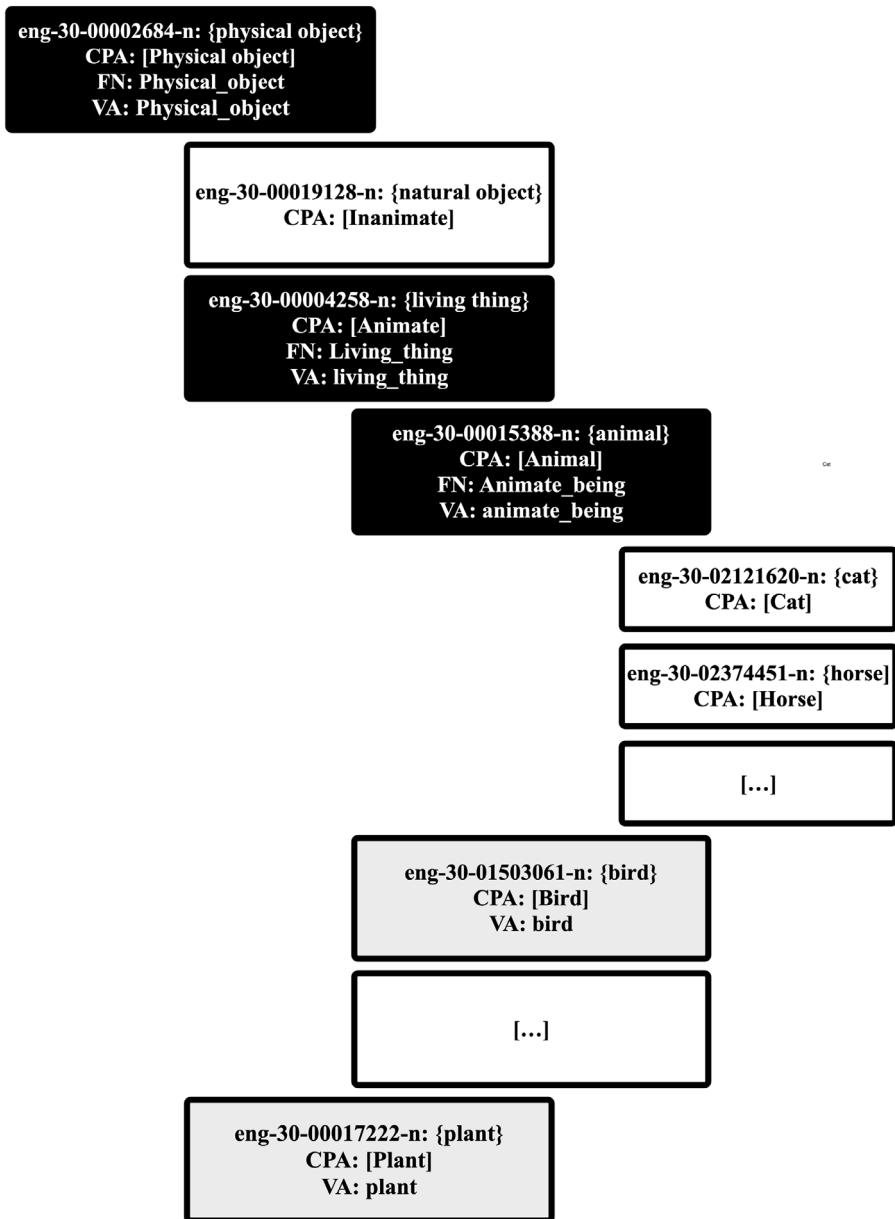 eng-30-00002684-n: {physical object}
CPA: [Physical object]
FN: Physical_object
VA: Physical_object
eng-30-00019128-n: {natural object}
CPA: [Inanimate]
eng-30-00004258-n: {living thing}
CPA: [Animate]
FN: Living_thing
VA: living_thing
eng-30-00015388-n: {animal}
CPA: [Animal]
FN: Animate_being
VA: animate_being
Cat
eng-30-02121620-n: {cat}
CPA: [Cat]
eng-30-02374451-n: {horse]
CPA: [Horse]
[…]
eng-30-01503061-n: {bird}
CPA: [Bird]
VA: bird
[…]
eng-30-00017222-n: {plant}
CPA: [Plant]
VA: plant